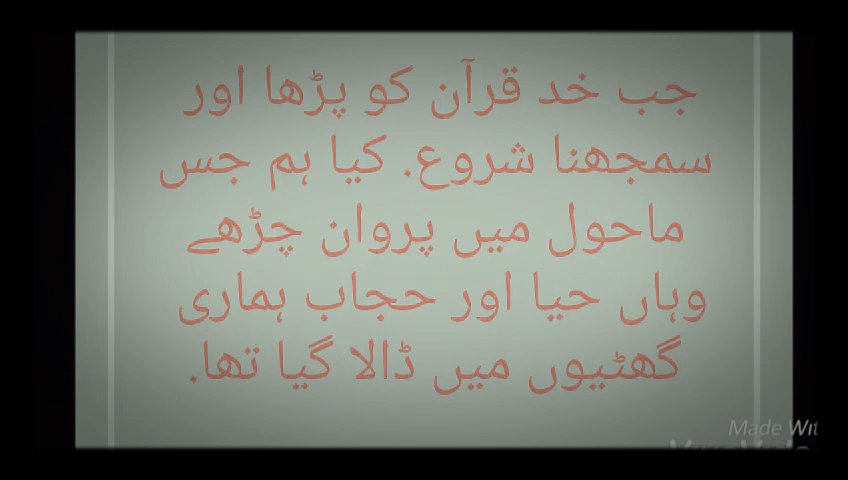 جب خد قرآن کو پڑھا اور
سمجھنا شروع. کیا ہم جس
ماحول میں پروان چڑھے
وہاں حیا اور حجاب ہماری
گھٹیوں میں ڈالا گیا تھا.
Made Wit